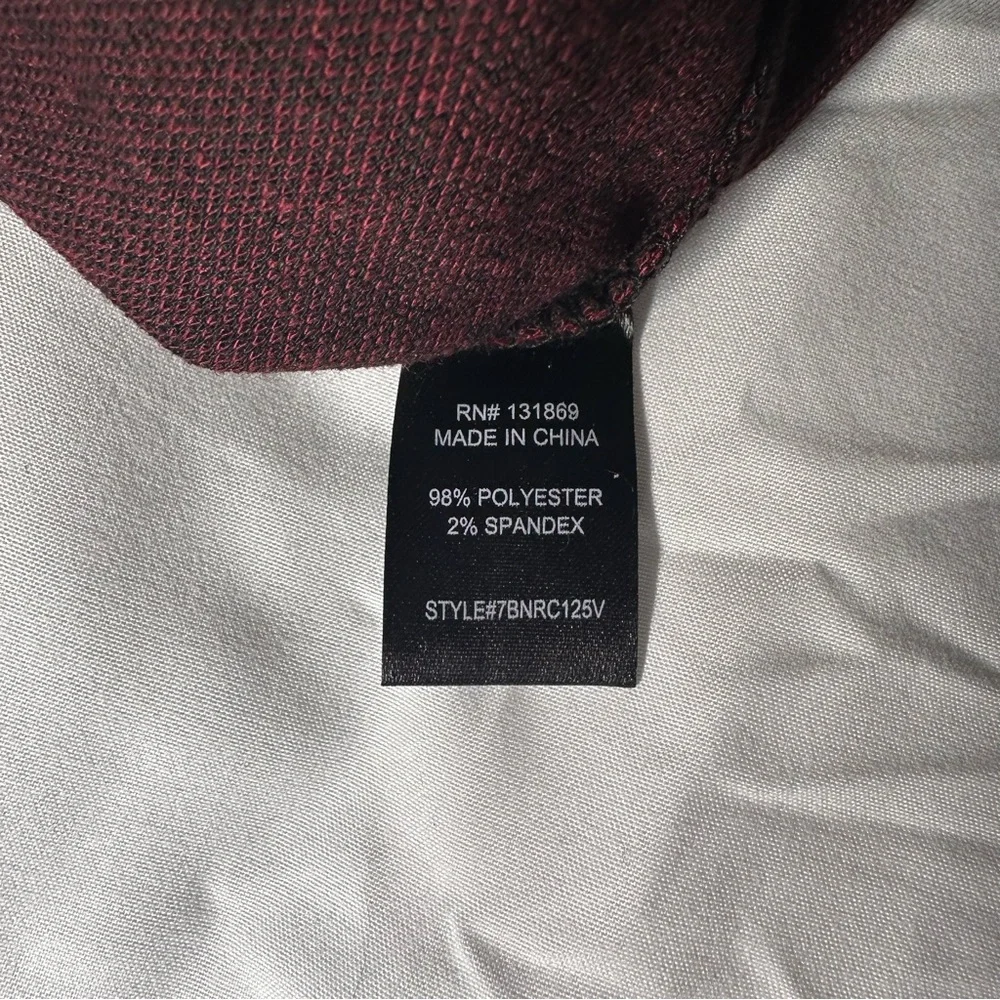 RN# 131869
MADE IN CHINA
98% POLYESTER
2% SPANDEX
STYLE#7BNRC125V